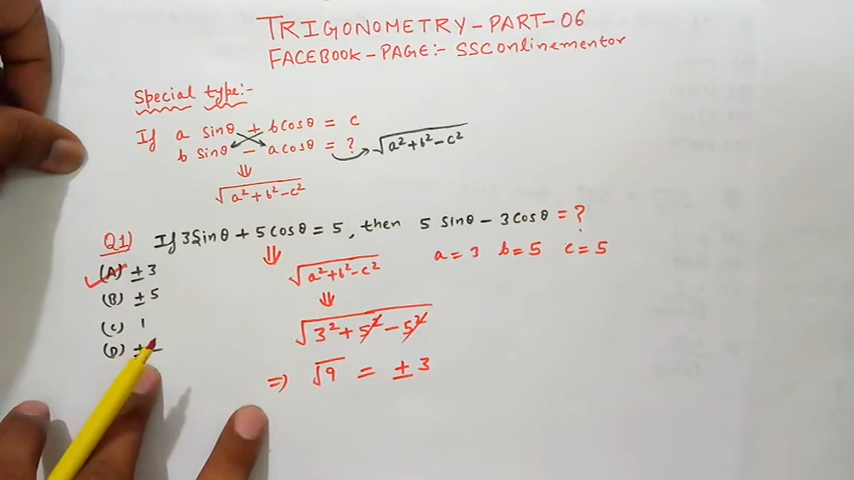 TRIGONOMETRY-PART-06
FACEBOOK-PAGE:- SSConlinementor
Special type:-
If a sinθ + bcosθ = c
b sinθ - acosθ = ? √a²+b²-c²
⇓
√a²+b²-c²
Q1) If 3sinθ + 5cosθ = 5, then 5 sinθ - 3cosθ = ?
(A) ±3
(B) ±5
(C) 1
(D)
⇓ √a²+b²-c² a=3 b=5 c=5
⇓
√3²+5²-5²
⇒ √9 = ±3